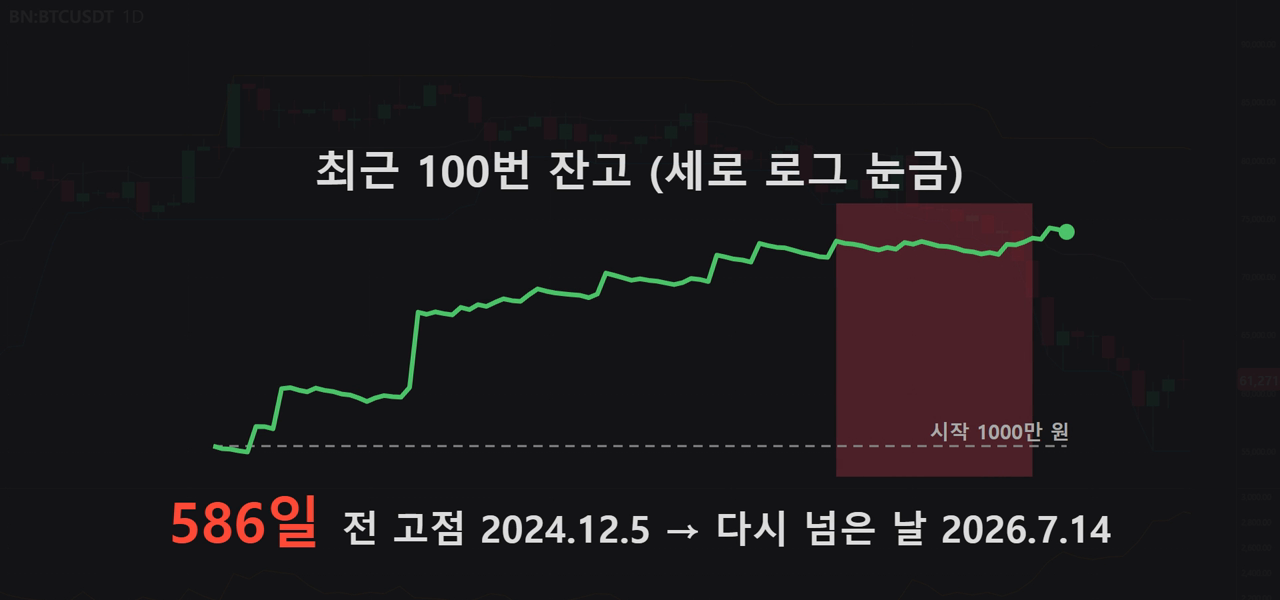 BN:BTCUSDT 1D
최근 100번 잔고 (세로 로그 눈금)
61,27
시작 1000만 원
586일 전 고점 2024.12.5 → 다시 넘은 날 2026.7.14